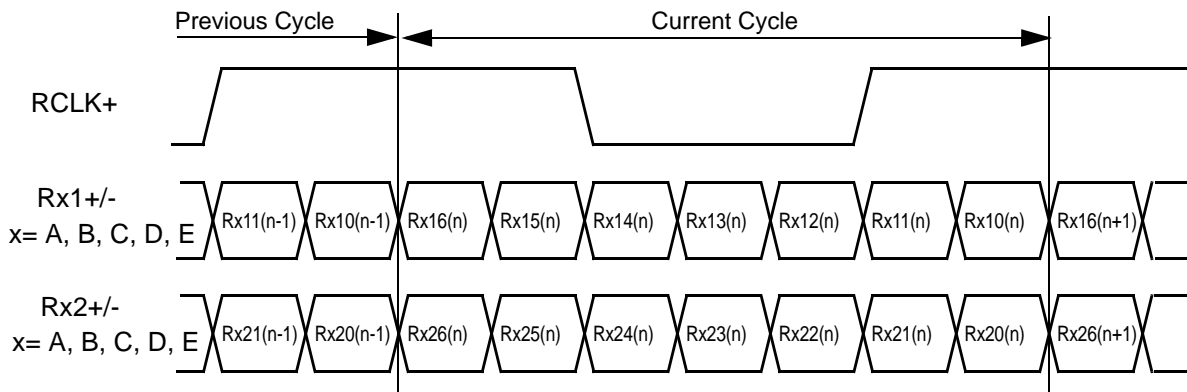 Previous Cycle Current Cycle
RCLK+
Rx1+/-
x= A, B, C, D, E
Rx11(n-1) Rx10(n-1) Rx16(n) Rx15(n) Rx14(n) Rx13(n) Rx12(n) Rx11(n) Rx10(n) Rx16(n+1)
Rx2+/-
x= A, B, C, D, E
Rx21(n-1) Rx20(n-1) Rx26(n) Rx25(n) Rx24(n) Rx23(n) Rx22(n) Rx21(n) Rx20(n) Rx26(n+1)